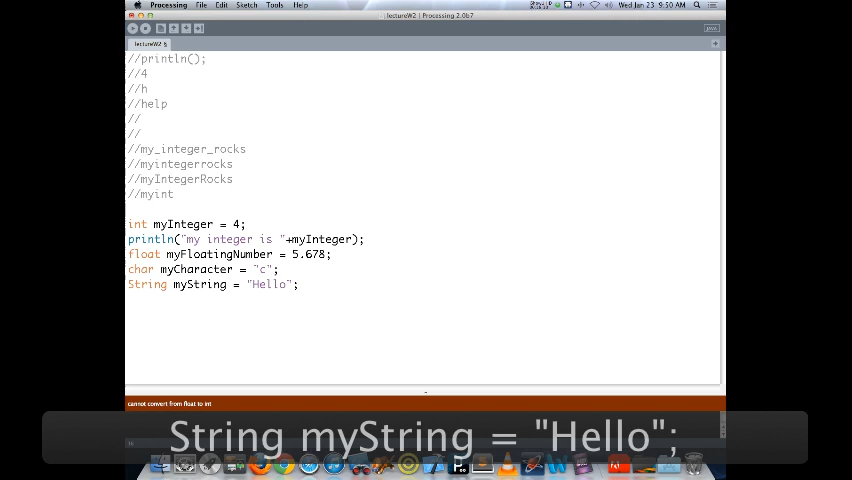 Processing File Edit Sketch Tools Help Wed Jan 23 9:50 AM
lectureW2 | Processing 2.0b7
JAVA
lectureW2 §
//println();
//4
//h
//help
//
//
//my_integer_rocks
//myintegerrocks
//myIntegerRocks
//myint
int myInteger = 4;
println("my integer is "+myInteger);
float myFloatingNumber = 5.678;
char myCharacter = "c";
String myString = "Hello";
cannot convert from float to int
String myString = "Hello";